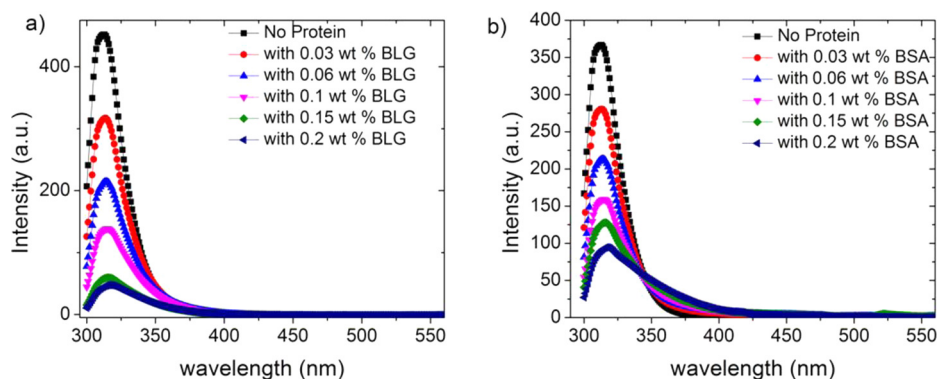 a)
No Protein
with 0.03 wt % BLG
with 0.06 wt % BLG
with 0.1 wt % BLG
with 0.15 wt % BLG
with 0.2 wt % BLG
Intensity (a.u.)
400
200
0
300 350 400 450 500 550
wavelength (nm)
b)
No Protein
with 0.03 wt % BSA
with 0.06 wt % BSA
with 0.1 wt % BSA
with 0.15 wt % BSA
with 0.2 wt % BSA
Intensity (a.u.)
400
350
300
250
200
150
100
50
0
300 350 400 450 500 550
wavelength (nm)